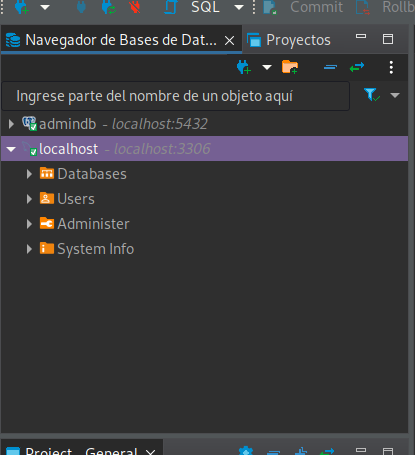 SQL Commit Rollb
Navegador de Bases de Dat... Proyectos
Ingrese parte del nombre de un objeto aquí
admindb - localhost:5432
localhost - localhost:3306
Databases
Users
Administer
System Info
Project - General